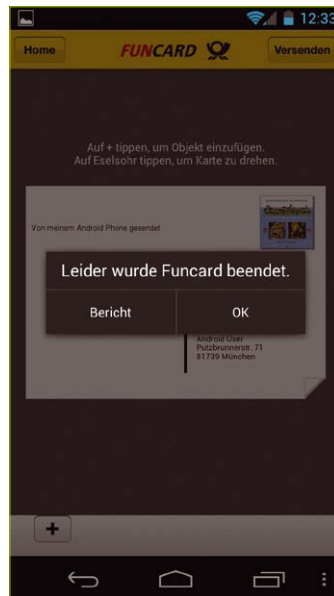 12:33
Home
FUNCARD
Versenden
Auf + tippen, um Objekt einzufügen.
Auf Eselsohr tippen, um Karte zu drehen.
Von meinem Android Phone gesendet
Leider wurde Funcard beendet.
Bericht
OK
Android User
Putzbrunnerstr. 71
81739 München
+